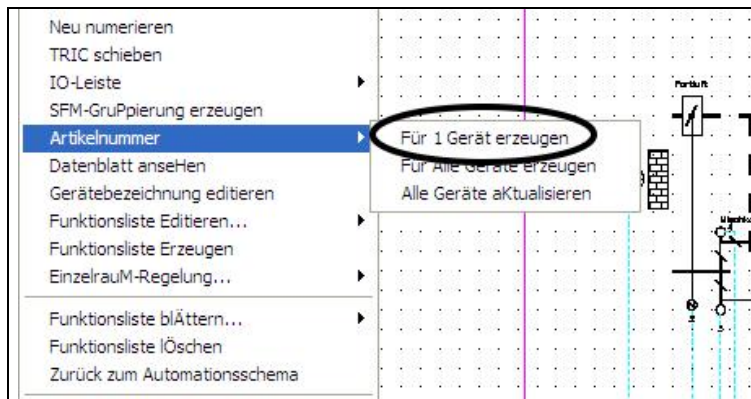 Neu numerieren
TRIC schieben
IO-Leiste
SFM-GruPpierung erzeugen
Artikelnummer
Datenblatt anseHen
Gerätebezeichnung editieren
Funktionsliste Editieren...
Funktionsliste Erzeugen
EinzelrauM-Regelung...
Funktionsliste blÄttern...
Funktionsliste lÖschen
Zurück zum Automationsschema
Für 1 Gerät erzeugen
Für Alle Geräte erzeugen
Alle Geräte aKtualisieren
Fortluft